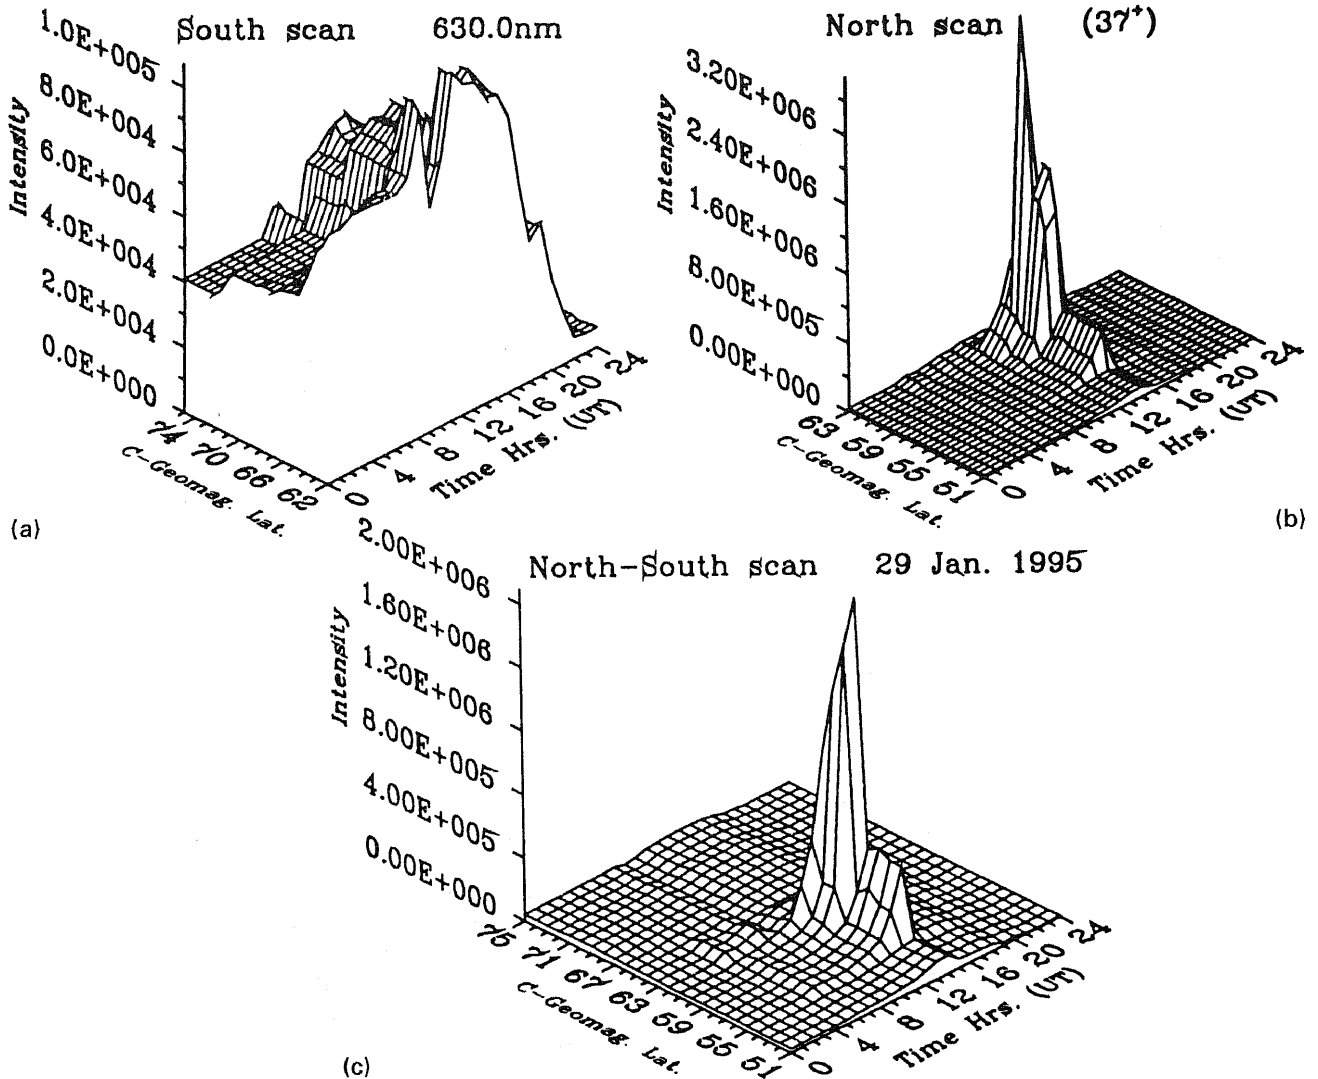 South scan 630.0nm
1.0E+005
8.0E+004
6.0E+004
4.0E+004
2.0E+004
0.0E+000
Intensity
74 70 66 62
C-Geomag. Lat.
0 4 8 12 16 20 24
Time Hrs. (UT)
(a)
North scan (37⁺)
3.20E+006
2.40E+006
1.60E+006
8.00E+005
0.00E+000
Intensity
63 59 55 51
C-Geomag. Lat.
0 4 8 12 16 20 24
Time Hrs. (UT)
(b)
North-South scan 29 Jan. 1995
2.00E+006
1.60E+006
1.20E+006
8.00E+005
4.00E+005
0.00E+000
Intensity
75 71 67 63 59 55 51
C-Geomag. Lat.
0 4 8 12 16 20 24
Time Hrs. (UT)
(c)